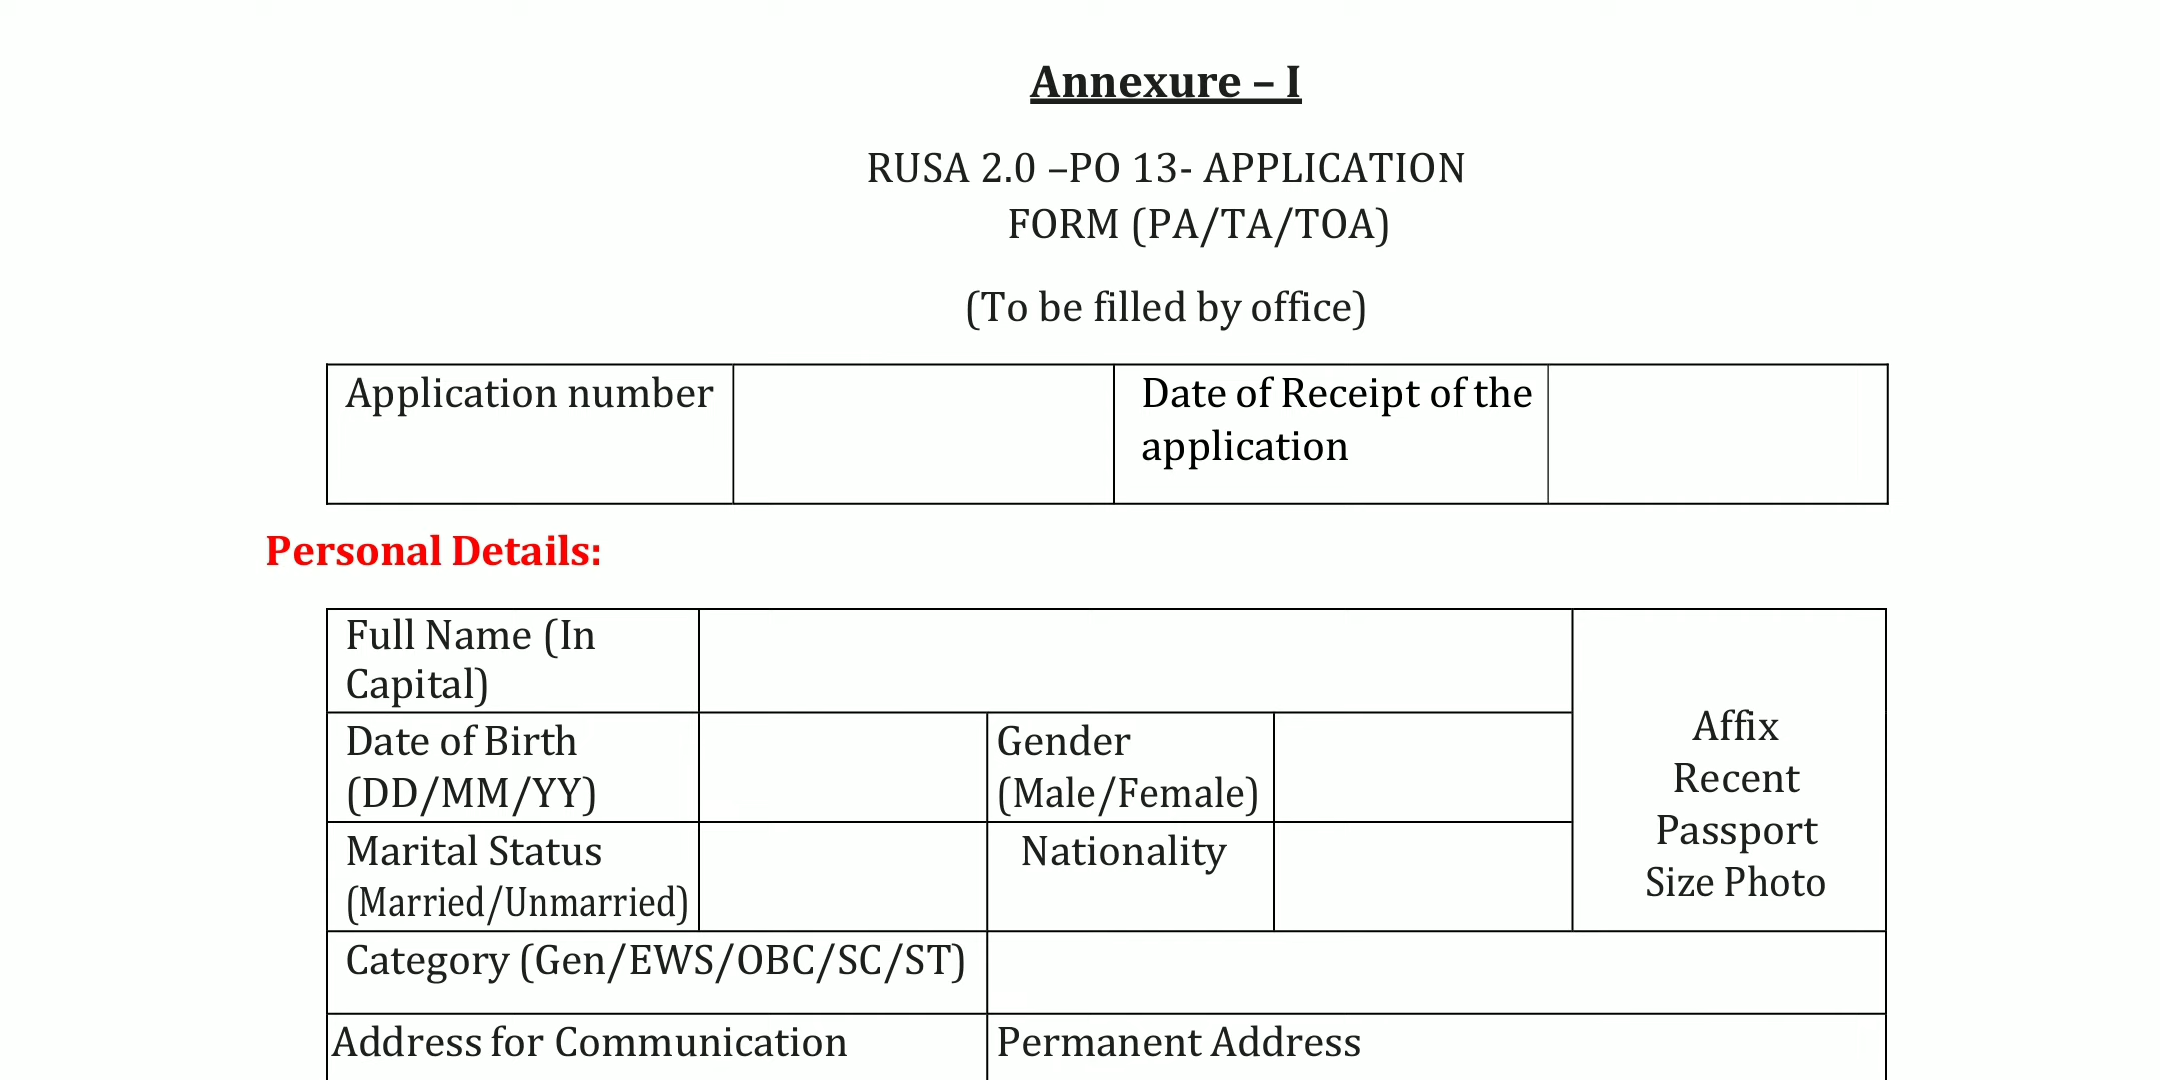 Annexure – I
RUSA 2.0 –PO 13- APPLICATION
FORM (PA/TA/TOA)
(To be filled by office)
Application number
Date of Receipt of the
application
Personal Details:
Full Name (In
Capital)
Date of Birth
(DD/MM/YY)
Gender
(Male/Female)
Marital Status
(Married/Unmarried)
Nationality
Affix
Recent
Passport
Size Photo
Category (Gen/EWS/OBC/SC/ST)
Address for Communication
Permanent Address